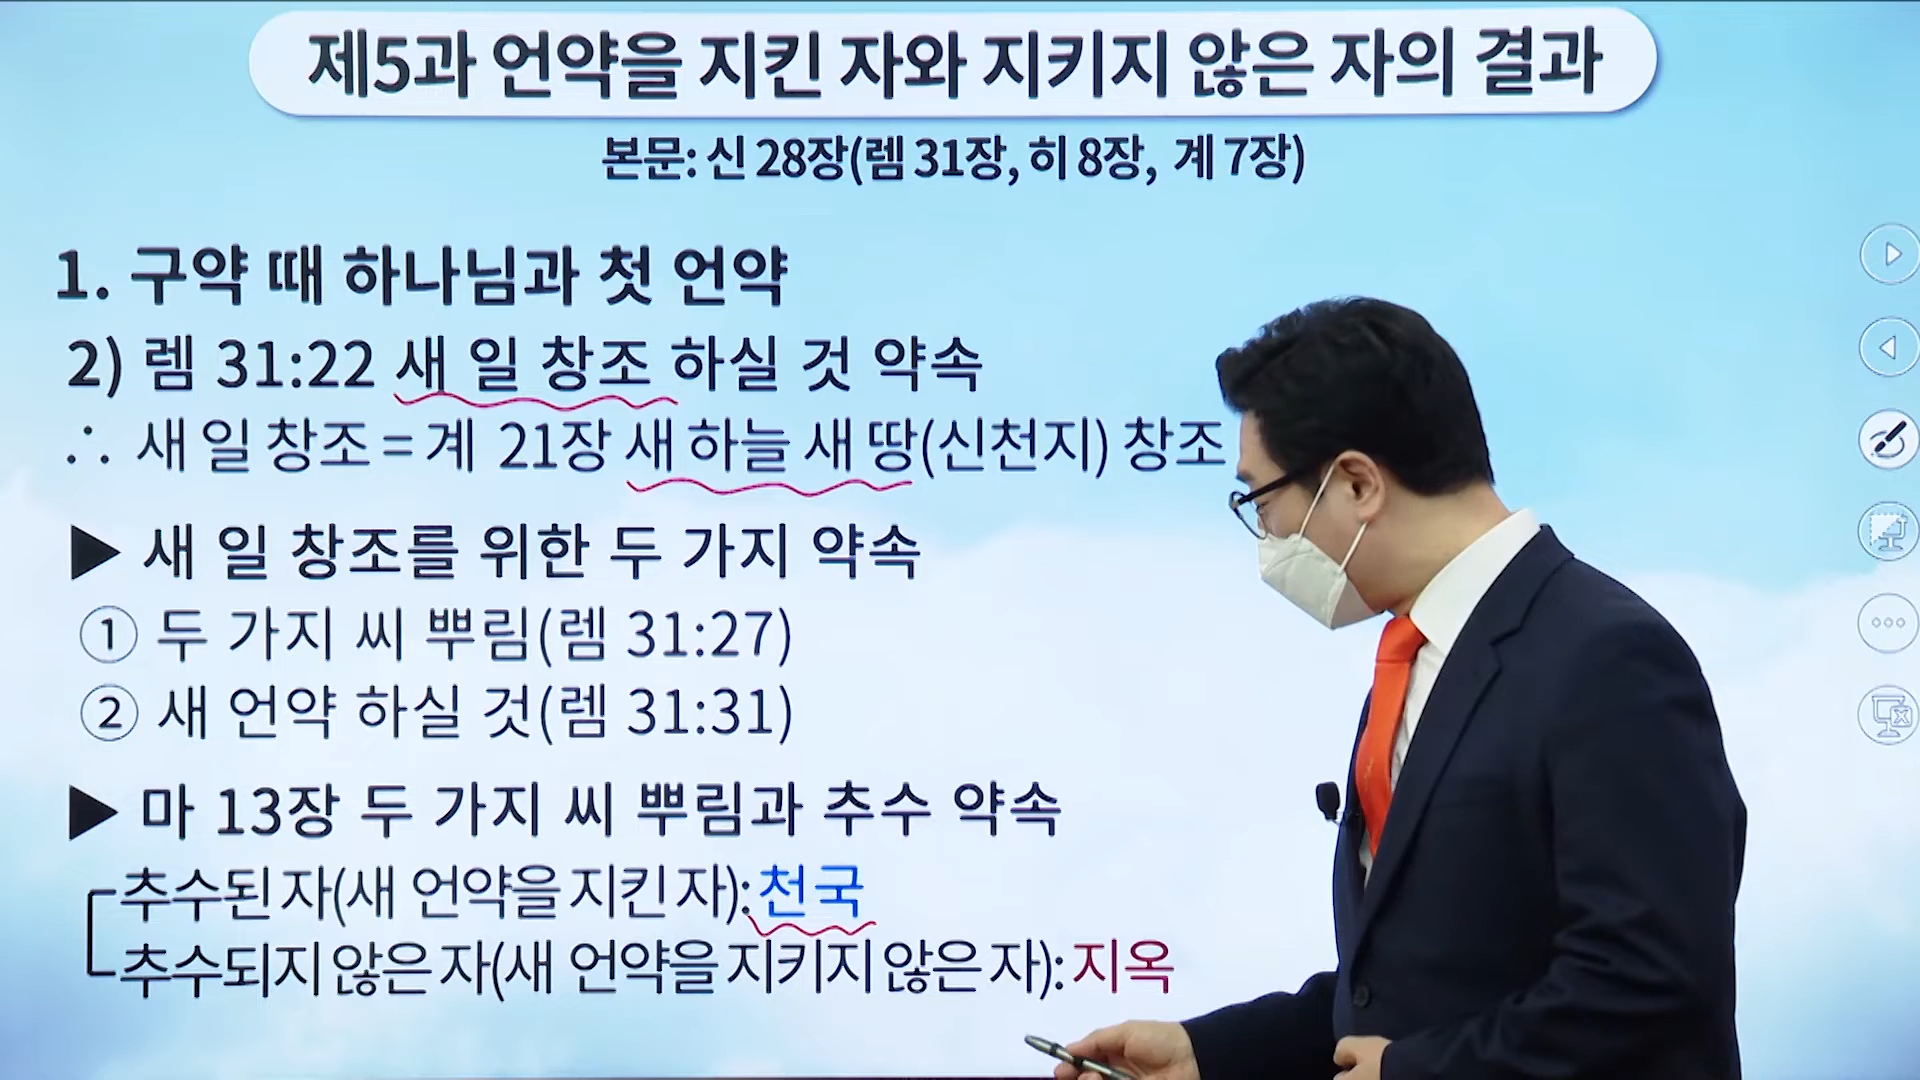 제5과 언약을 지킨 자와 지키지 않은 자의 결과
본문: 신 28장(렘 31장, 히 8장, 계 7장)
1. 구약 때 하나님과 첫 언약
2) 렘 31:22 새 일 창조 하실 것 약속
∴ 새 일 창조 = 계 21장 새 하늘 새 땅(신천지) 창조
▶ 새 일 창조를 위한 두 가지 약속
① 두 가지 씨 뿌림(렘 31:27)
② 새 언약 하실 것(렘 31:31)
▶ 마 13장 두 가지 씨 뿌림과 추수 약속
추수된 자(새 언약을 지킨 자): 천국
추수되지 않은 자(새 언약을 지키지 않은 자): 지옥